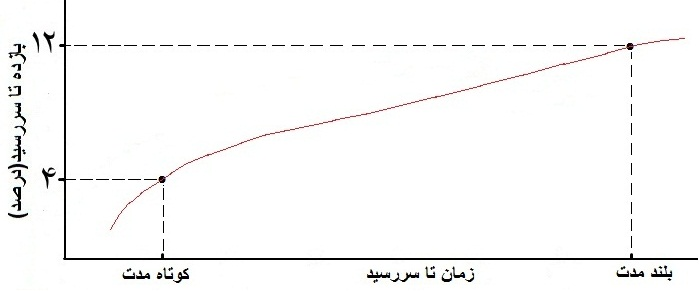 ۱۲
بازده تا سررسید(درصد)
۴
کوتاه مدت
زمان تا سررسید
بلند مدت